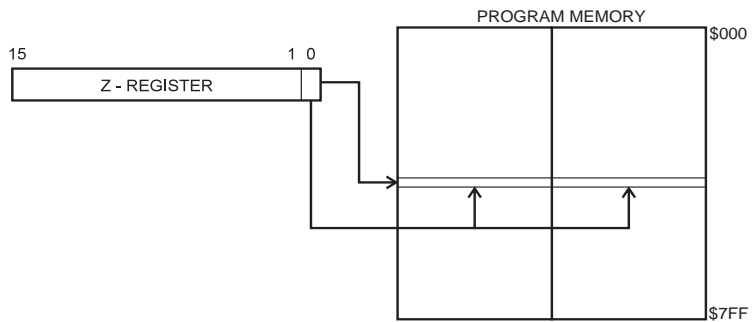 PROGRAM MEMORY
$000
15 1 0
Z - REGISTER
$7FF